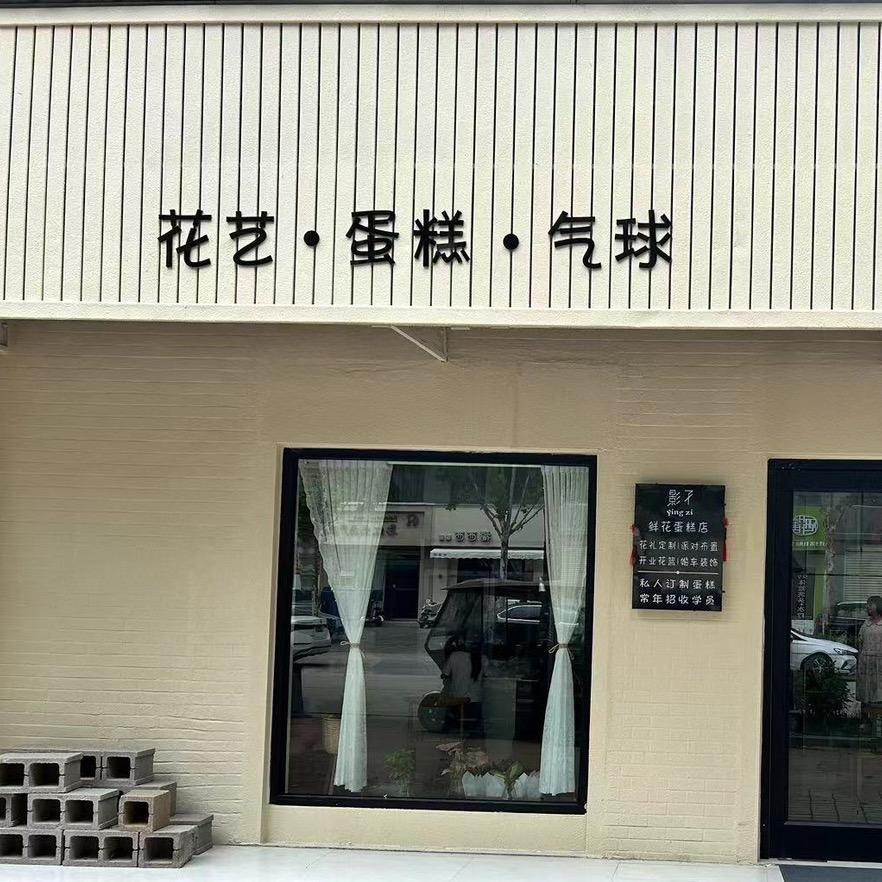 花艺·蛋糕·气球
影子
ying zi
鲜花蛋糕店
花礼定制|派对布置
开业花篮|婚车装饰
私人订制蛋糕
常年招收学员